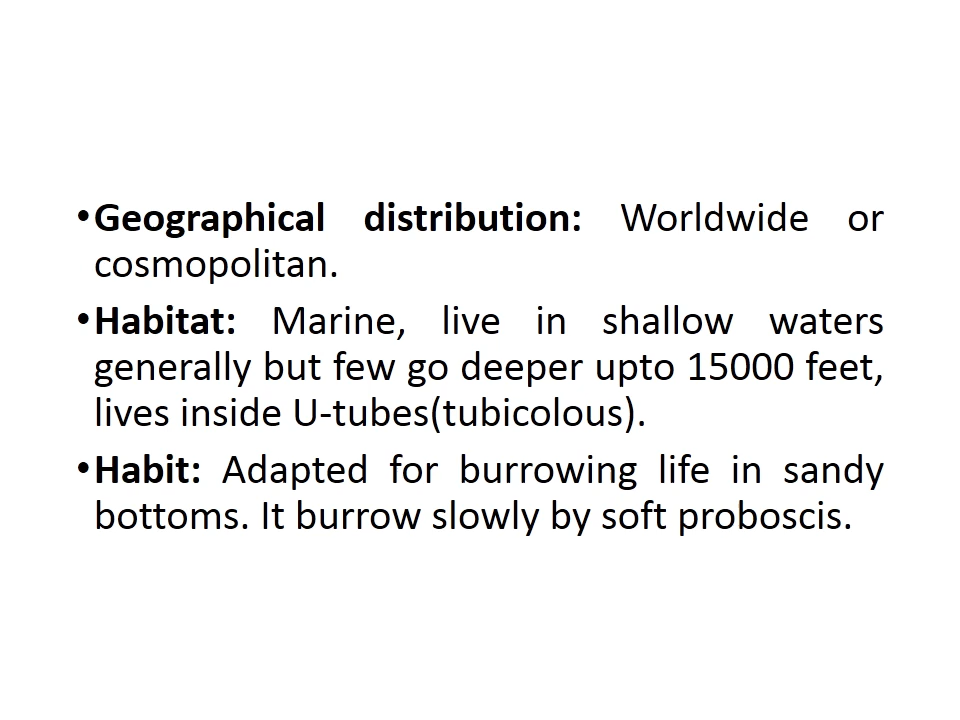 •Geographical distribution: Worldwide or
cosmopolitan.
•Habitat: Marine, live in shallow waters
generally but few go deeper upto 15000 feet,
lives inside U-tubes(tubicolous).
•Habit: Adapted for burrowing life in sandy
bottoms. It burrow slowly by soft proboscis.